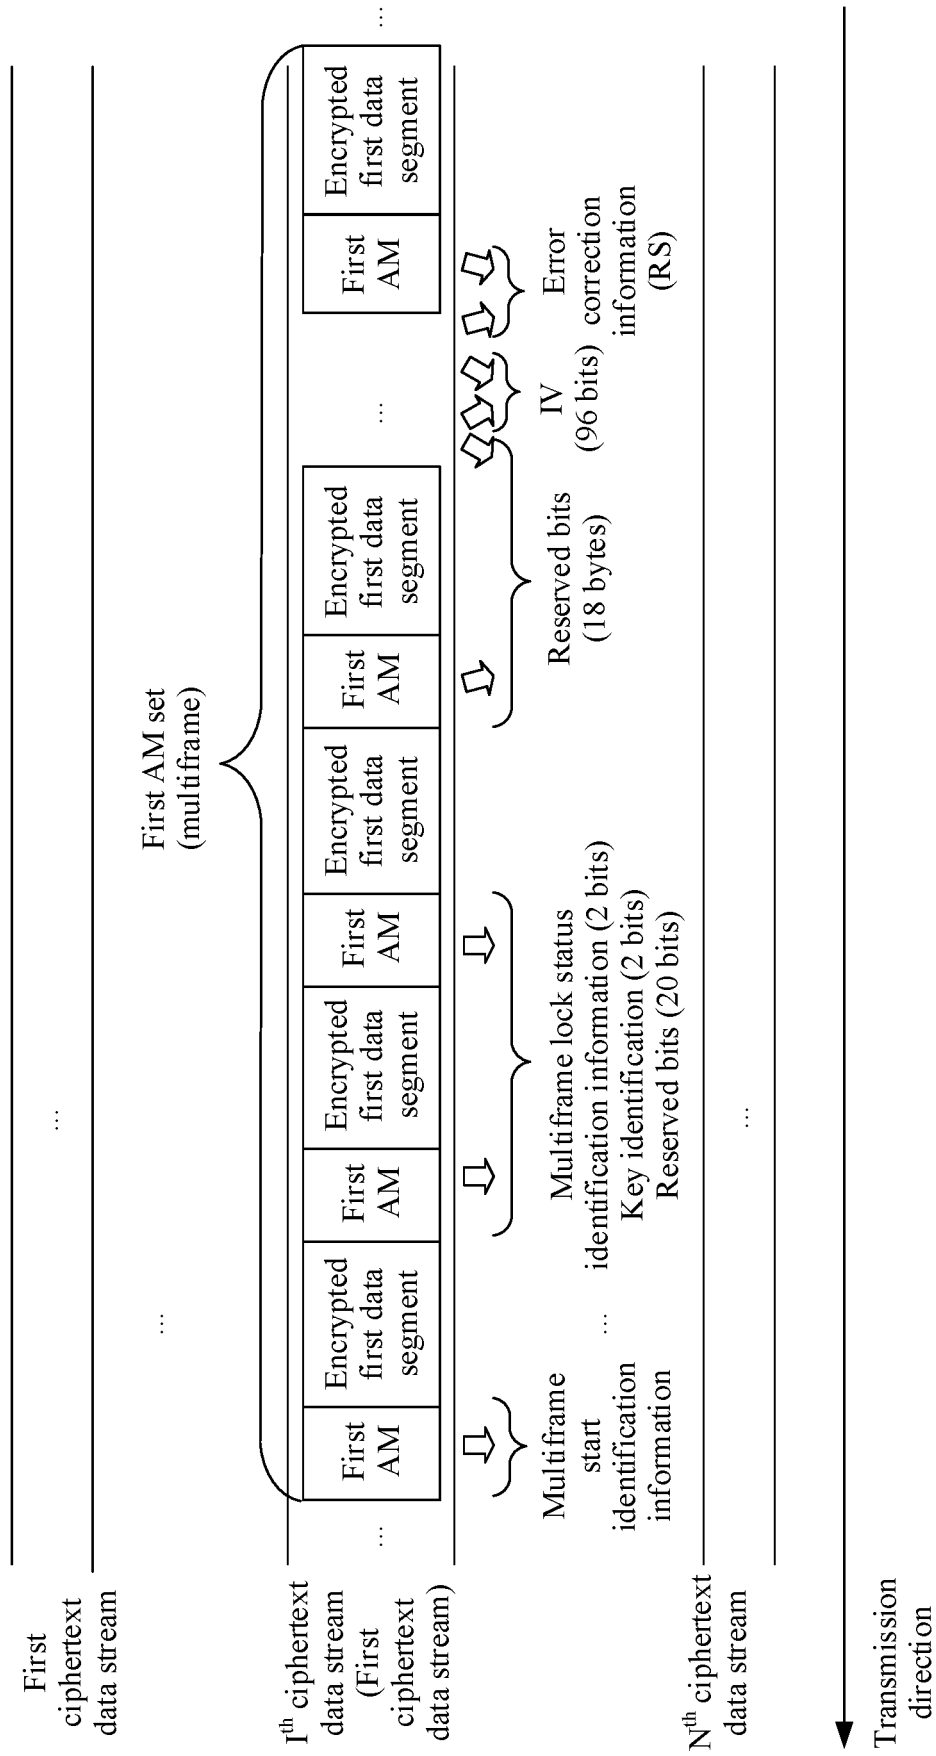 First
ciphertext
data stream
…
…
First AM set
(multiframe)
Ith ciphertext
data stream
(First
ciphertext
data stream)
…
First
AM
Encrypted
first data
segment
First
AM
Encrypted
first data
segment
First
AM
Encrypted
first data
segment
First
AM
Encrypted
first data
segment
…
First
AM
Encrypted
first data
segment
…
Multiframe
start
identification
information
…
Multiframe lock status
identification information (2 bits)
Key identification (2 bits)
Reserved bits (20 bits)
Reserved bits
(18 bytes)
IV
(96 bits)
Error
correction
information
(RS)
Nth ciphertext
data stream
…
Transmission
direction